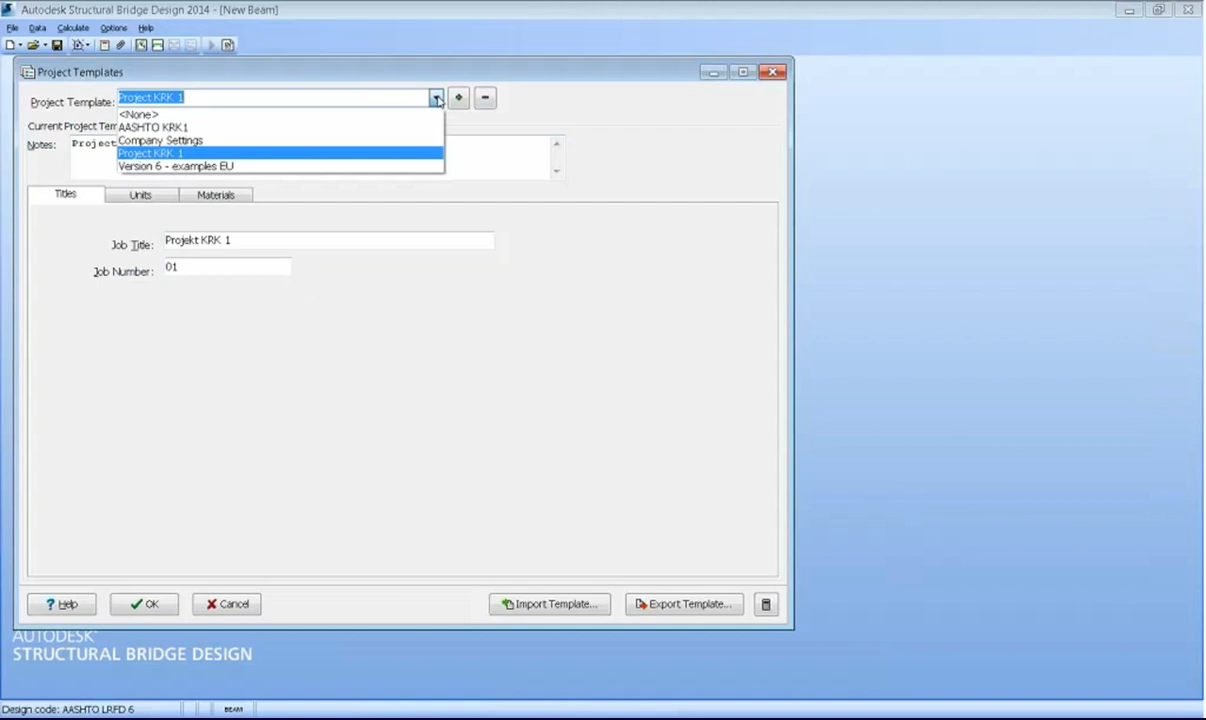 Autodesk Structural Bridge Design 2014 - [New Beam]
File Data Calculate Options Help
Project Templates
Project Template: Project KRK 1
<None>
AASHTO KRK1
Company Settings
Project KRK 1
Version 6 - examples EU
Current Project Tem
Notes: Project
Titles Units Materials
Job Title: Projekt KRK 1
Job Number: 01
? Help OK Cancel Import Template... Export Template...
AUTODESK®
STRUCTURAL BRIDGE DESIGN
Design code: AASHTO LRFD 6 BEAM